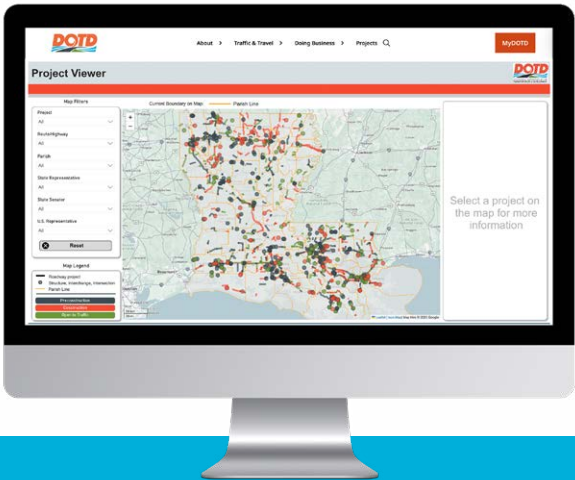 DOTD
About > Traffic & Travel > Doing Business > Projects
MyDOTD
Project Viewer
DOTD
Map Filters
Current Boundary on Map
Parish Line
Project
All
Route/Highway
All
Parish
All
State Representative
All
State Senator
All
U.S. Representative
All
Reset
Select a project on
the map for more
information
Map Legend
Roadway project
Structure, Interchange, Intersection
Parish Line
Preconstruction
Construction
Open to Traffic